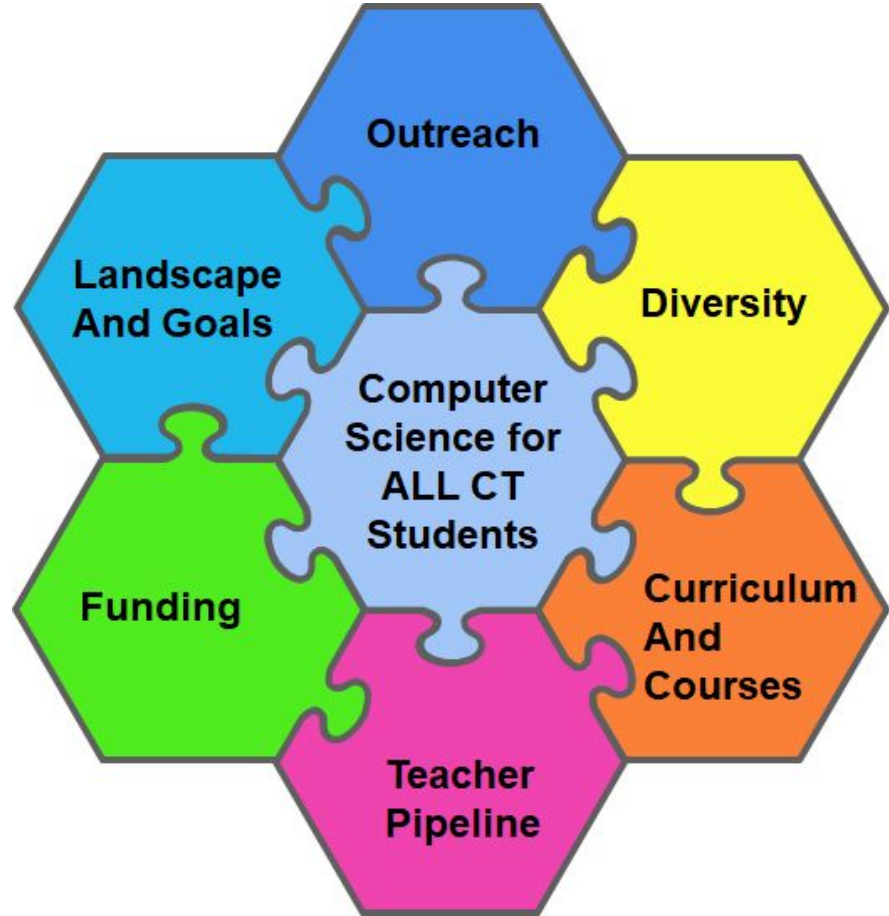 Outreach
Landscape
And Goals
Diversity
Computer
Science for
ALL CT
Students
Funding
Curriculum
And
Courses
Teacher
Pipeline